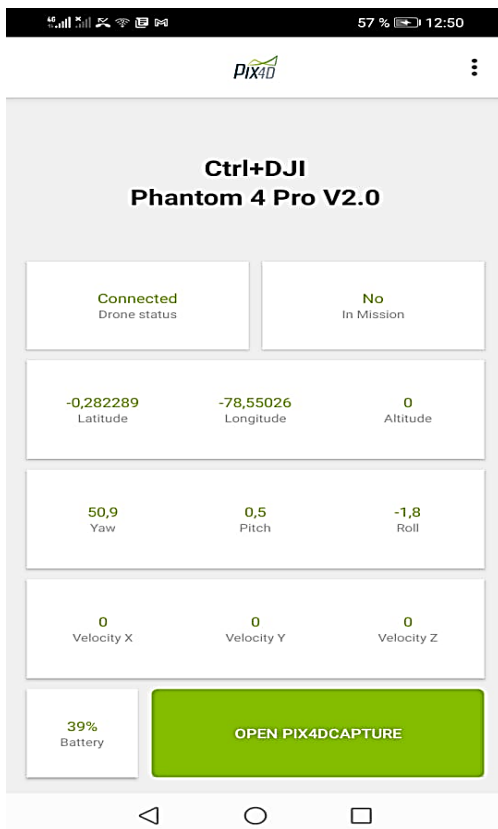 57 % 12:50
PIX4D
Ctrl+DJI
Phantom 4 Pro V2.0
Connected
Drone status
No
In Mission
-0,282289
Latitude
-78,55026
Longitude
0
Altitude
50,9
Yaw
0,5
Pitch
-1,8
Roll
0
Velocity X
0
Velocity Y
0
Velocity Z
39%
Battery
OPEN PIX4DCAPTURE